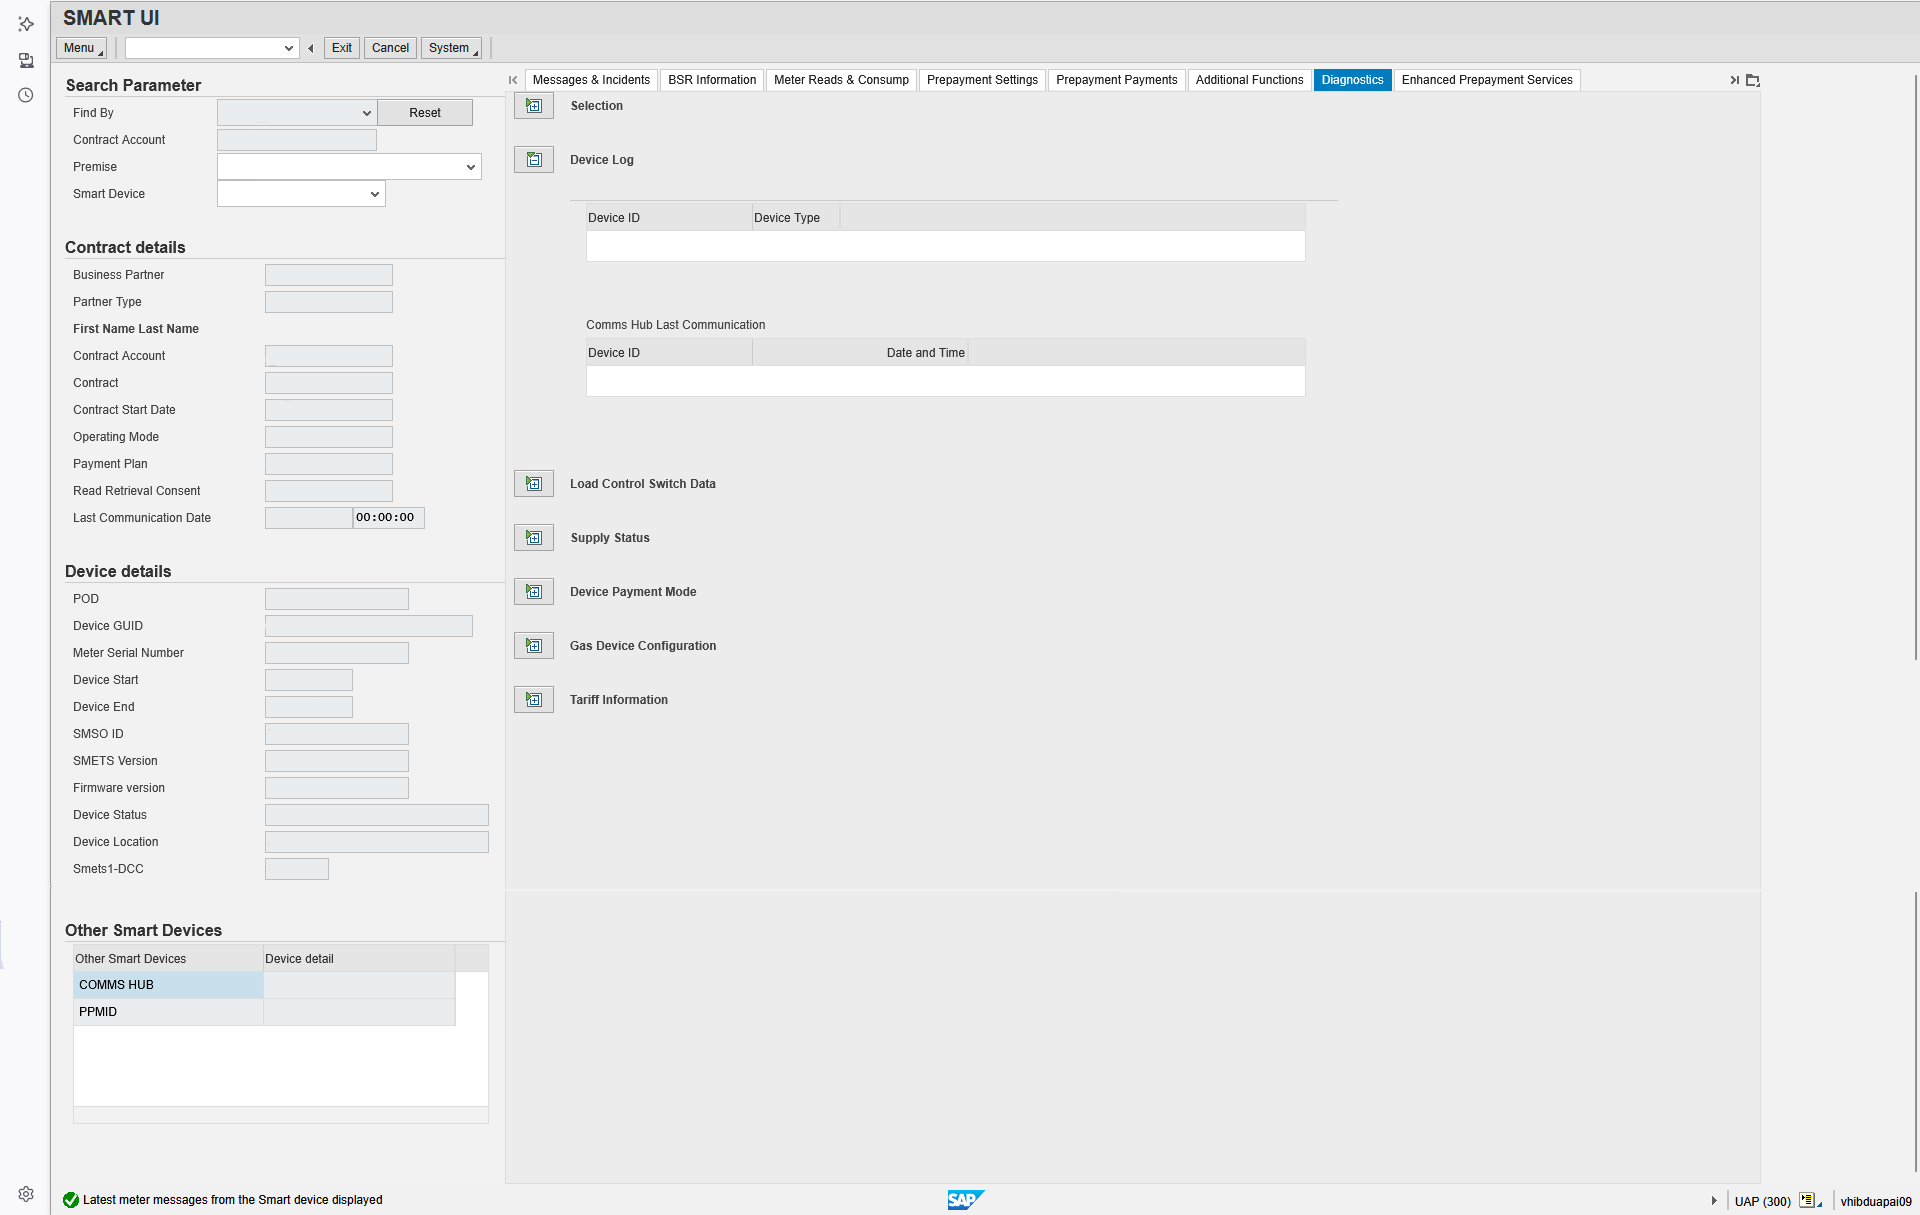 SMART UI
Menu
Exit
Cancel
System
Search Parameter
Find By
Reset
Contract Account
Premise
Smart Device
Contract details
Business Partner
Partner Type
First Name Last Name
Contract Account
Contract
Contract Start Date
Operating Mode
Payment Plan
Read Retrieval Consent
Last Communication Date
00:00:00
Device details
POD
Device GUID
Meter Serial Number
Device Start
Device End
SMSO ID
SMETS Version
Firmware version
Device Status
Device Location
Smets1-DCC
Other Smart Devices
Other Smart Devices
Device detail
COMMS HUB
PPMID
Messages & Incidents
BSR Information
Meter Reads & Consump
Prepayment Settings
Prepayment Payments
Additional Functions
Diagnostics
Enhanced Prepayment Services
Selection
Device Log
Device ID
Device Type
Comms Hub Last Communication
Device ID
Date and Time
Load Control Switch Data
Supply Status
Device Payment Mode
Gas Device Configuration
Tariff Information
Latest meter messages from the Smart device displayed
SAP
UAP (300)
vhibduapai09